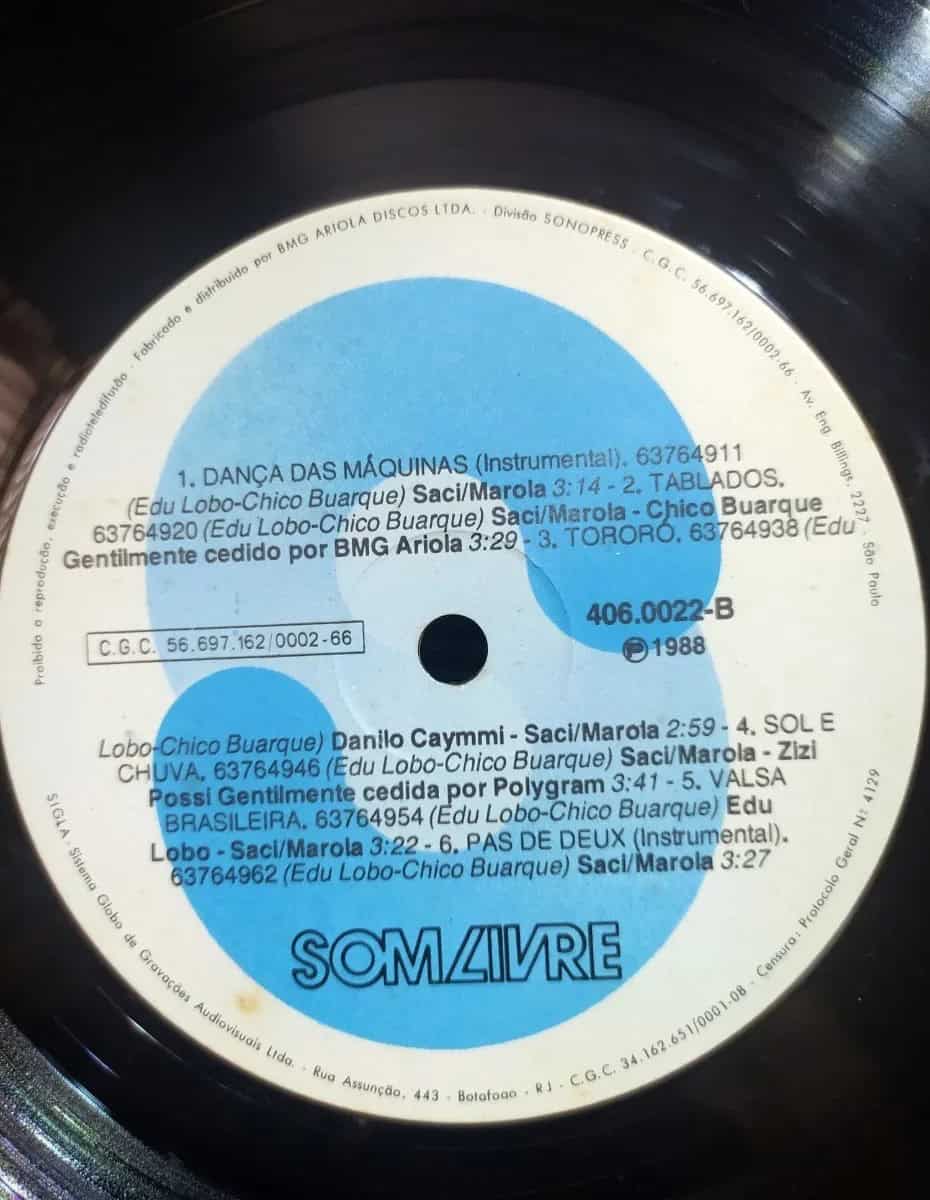 Proibido a reprodução, execução e radioteledifusão · Fabricado e distribuído por BMG ARIOLA DISCOS LTDA. · Divisão SONOPRESS · C.G.C. 56.697.162/0002-66 · Av. Eng. Billings, 2227 · São Paulo
1. DANÇA DAS MÁQUINAS (Instrumental). 63764911
(Edu Lobo-Chico Buarque) Saci/Marola 3:14 - 2. TABLADOS.
63764920 (Edu Lobo-Chico Buarque) Saci/Marola - Chico Buarque
Gentilmente cedido por BMG Ariola 3:29 - 3. TORORÓ. 63764938 (Edu
406.0022-B
C.G.C. 56.697.162/0002-66
℗ 1988
Lobo-Chico Buarque) Danilo Caymmi - Saci/Marola 2:59 - 4. SOL E
CHUVA. 63764946 (Edu Lobo-Chico Buarque) Saci/Marola - Zizi
Possi Gentilmente cedida por Polygram 3:41 - 5. VALSA
BRASILEIRA. 63764954 (Edu Lobo-Chico Buarque) Edu
Lobo - Saci/Marola 3:22 - 6. PAS DE DEUX (Instrumental).
63764962 (Edu Lobo-Chico Buarque) Saci/Marola 3:27
SOM LIVRE
SIGLA · Sistema Globo de Gravações Audiovisuais Ltda. · Rua Assunção, 443 · Botafogo · RJ · C.G.C. 34.162.651/0001-08 · Censura: Protocolo Geral Nº 4129